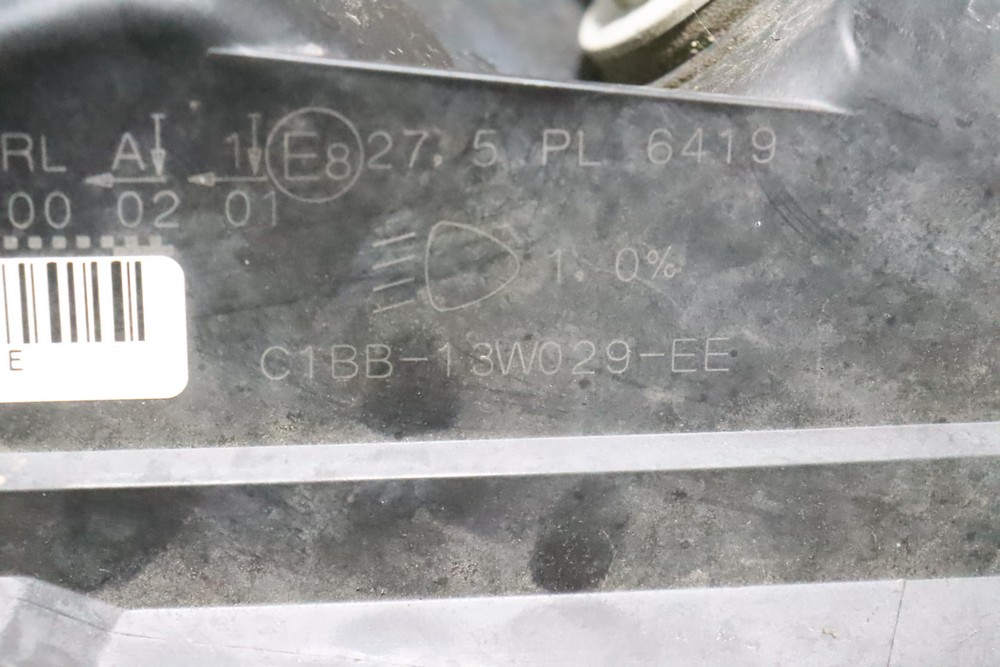 RL A 1 E8 27.5 PL 6419
00 02 01
1.0%
E
C1BB-13W029-EE